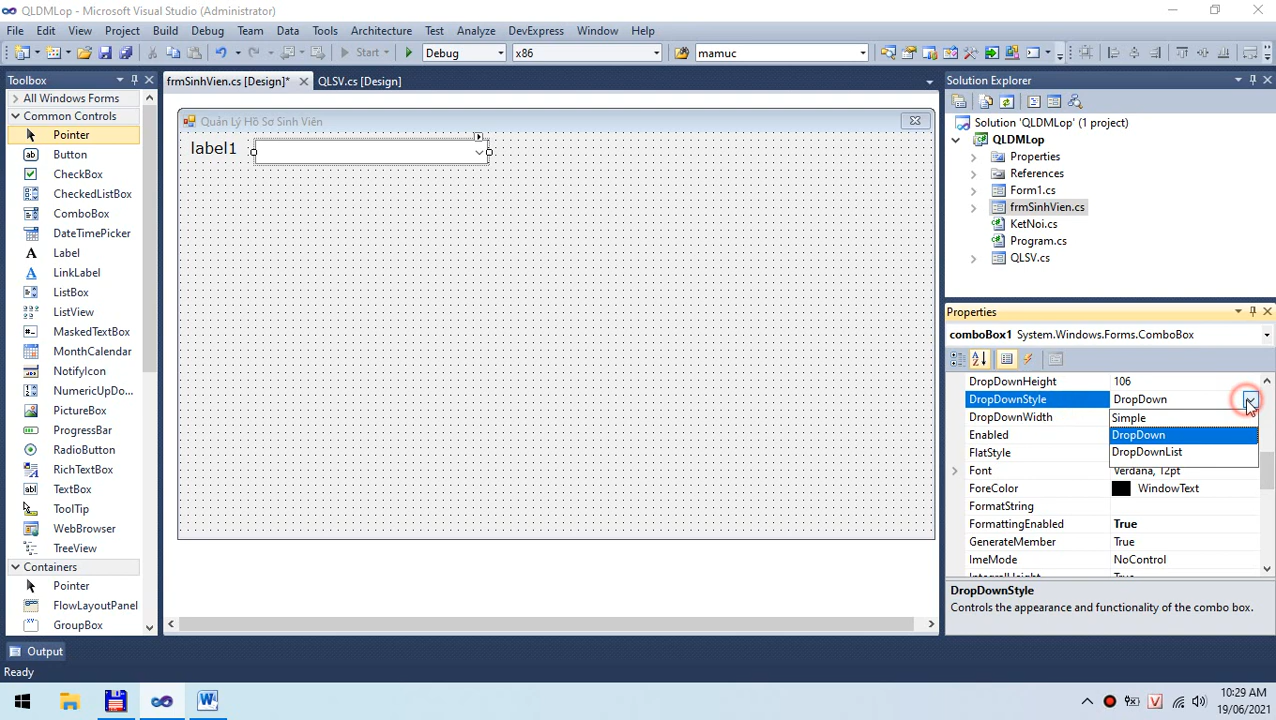 QLDMLop - Microsoft Visual Studio (Administrator)
File Edit View Project Build Debug Team Data Tools Architecture Test Analyze DevExpress Window Help
Start Debug x86 mamuc
Toolbox
All Windows Forms
Common Controls
Pointer
Button
CheckBox
CheckedListBox
ComboBox
DateTimePicker
Label
LinkLabel
ListBox
ListView
MaskedTextBox
MonthCalendar
NotifyIcon
NumericUpDo...
PictureBox
ProgressBar
RadioButton
RichTextBox
TextBox
ToolTip
WebBrowser
TreeView
Containers
Pointer
FlowLayoutPanel
GroupBox
frmSinhVien.cs [Design]* QLSV.cs [Design]
Quản Lý Hồ Sơ Sinh Viên
label1
Solution Explorer
Solution 'QLDMLop' (1 project)
QLDMLop
Properties
References
Form1.cs
frmSinhVien.cs
KetNoi.cs
Program.cs
QLSV.cs
Properties
comboBox1 System.Windows.Forms.ComboBox
DropDownHeight 106
DropDownStyle DropDown
DropDownWidth
Simple
DropDown
DropDownList
Enabled
FlatStyle
Font Verdana, 12pt
ForeColor WindowText
FormatString
FormattingEnabled True
GenerateMember True
ImeMode NoControl
IntegralHeight True
DropDownStyle
Controls the appearance and functionality of the combo box.
Output
Ready
10:29 AM
19/06/2021